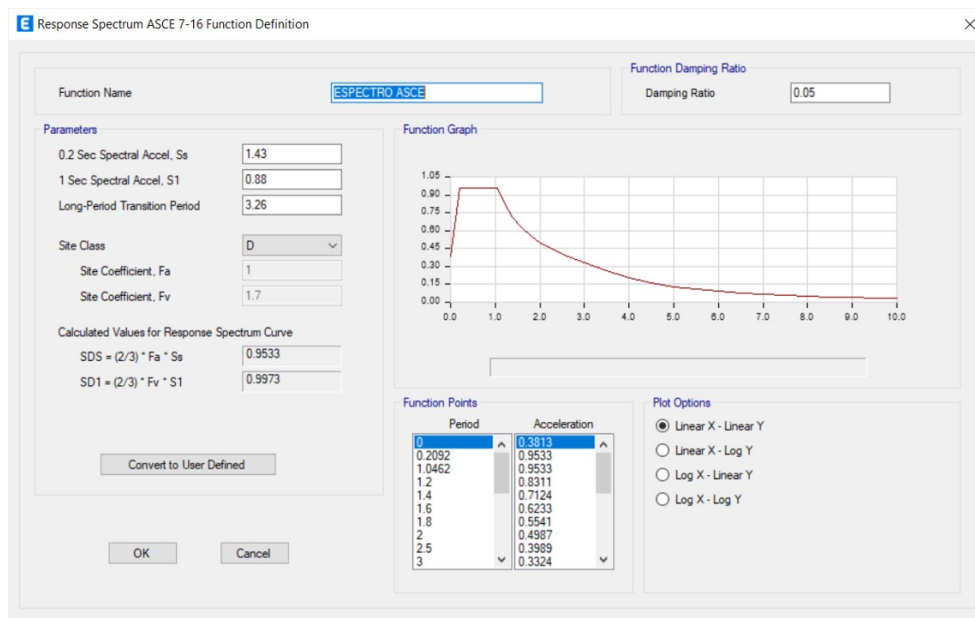 E Response Spectrum ASCE 7-16 Function Definition
Function Name ESPECTRO ASCE
Function Damping Ratio
Damping Ratio 0.05
Parameters
0.2 Sec Spectral Accel, Ss 1.43
1 Sec Spectral Accel, S1 0.88
Long-Period Transition Period 3.26
Site Class D
Site Coefficient, Fa 1
Site Coefficient, Fv 1.7
Calculated Values for Response Spectrum Curve
SDS = (2/3) * Fa * Ss 0.9533
SD1 = (2/3) * Fv * S1 0.9973
Convert to User Defined
OK Cancel
Function Graph
1.05
0.90
0.75
0.60
0.45
0.30
0.15
0.00
0.0 1.0 2.0 3.0 4.0 5.0 6.0 7.0 8.0 9.0 10.0
Function Points
Period Acceleration
0 0.3813
0.2092 0.9533
1.0462 0.9533
1.2 0.8311
1.4 0.7124
1.6 0.6233
1.8 0.5541
2 0.4987
2.5 0.3989
3 0.3324
Plot Options
Linear X - Linear Y
Linear X - Log Y
Log X - Linear Y
Log X - Log Y